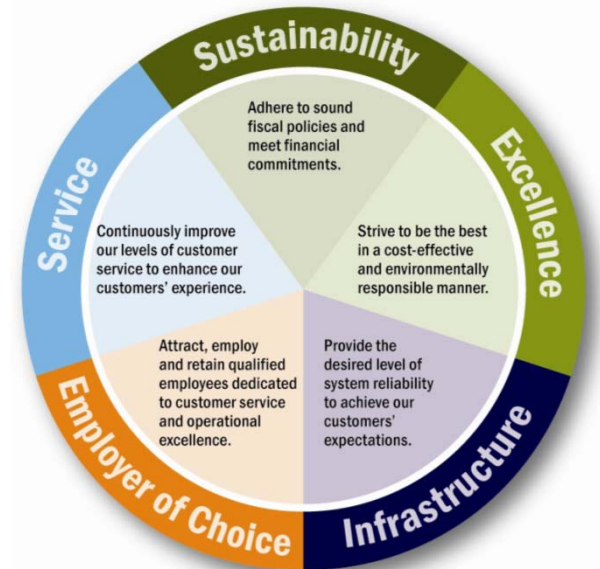 Sustainability
Adhere to sound
fiscal policies and
meet financial
commitments.
Excellence
Strive to be the best
in a cost-effective
and environmentally
responsible manner.
Infrastructure
Provide the
desired level of
system reliability
to achieve our
customers'
expectations.
Employer of Choice
Attract, employ
and retain qualified
employees dedicated
to customer service
and operational
excellence.
Service
Continuously improve
our levels of customer
service to enhance our
customers' experience.